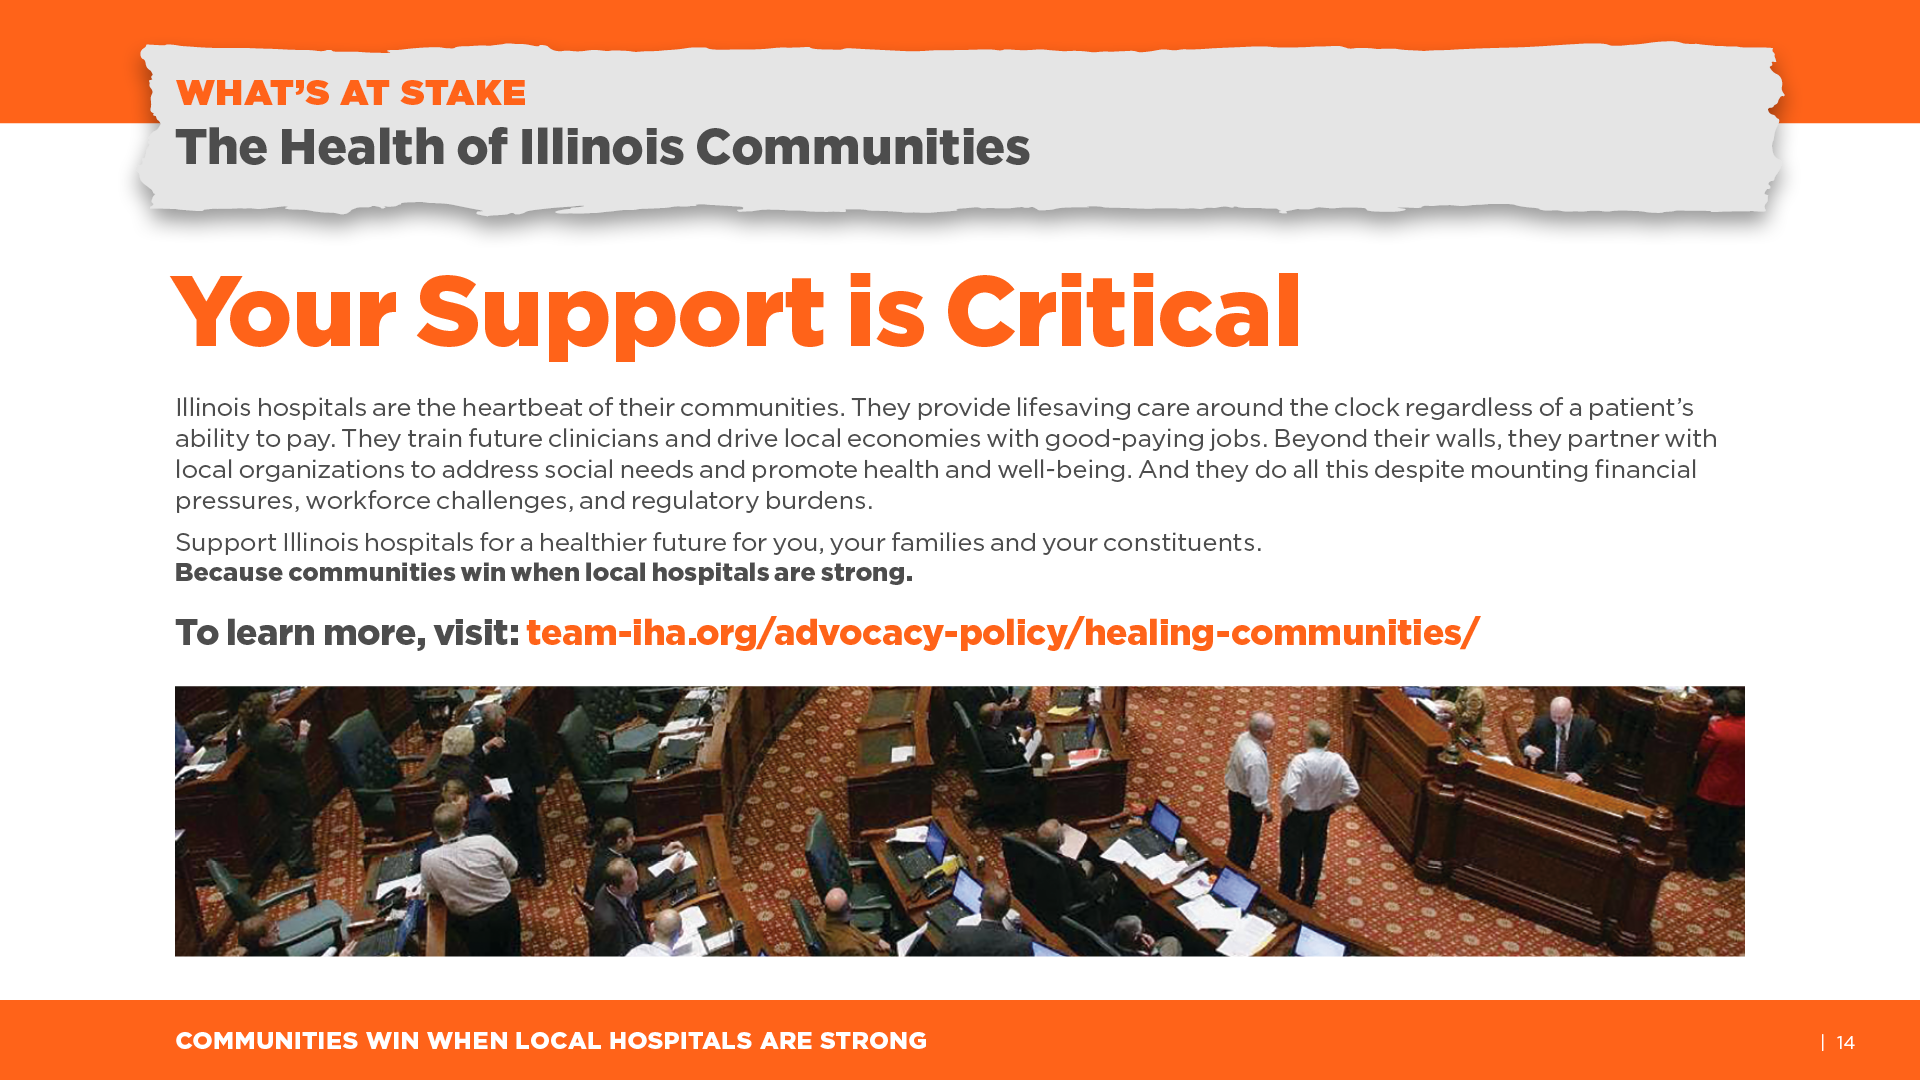 WHAT’S AT STAKE
The Health of Illinois Communities
Your Support is Critical
Illinois hospitals are the heartbeat of their communities. They provide lifesaving care around the clock regardless of a patient’s
ability to pay. They train future clinicians and drive local economies with good-paying jobs. Beyond their walls, they partner with
local organizations to address social needs and promote health and well-being. And they do all this despite mounting financial
pressures, workforce challenges, and regulatory burdens.
Support Illinois hospitals for a healthier future for you, your families and your constituents.
Because communities win when local hospitals are strong.
To learn more, visit: team-iha.org/advocacy-policy/healing-communities/
COMMUNITIES WIN WHEN LOCAL HOSPITALS ARE STRONG
| 14